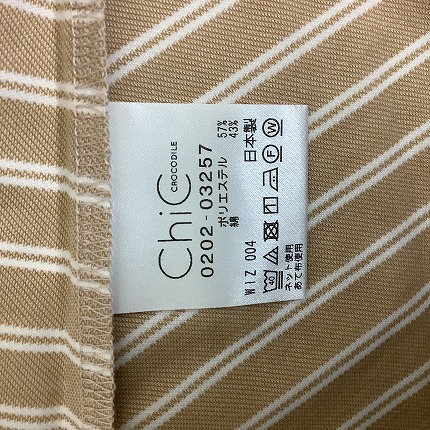 Chic
CROCODILE
0202-03257
ポリエステル 57%
綿 43%
日本製
WIZ 004
40
W
ネット使用
あて布使用